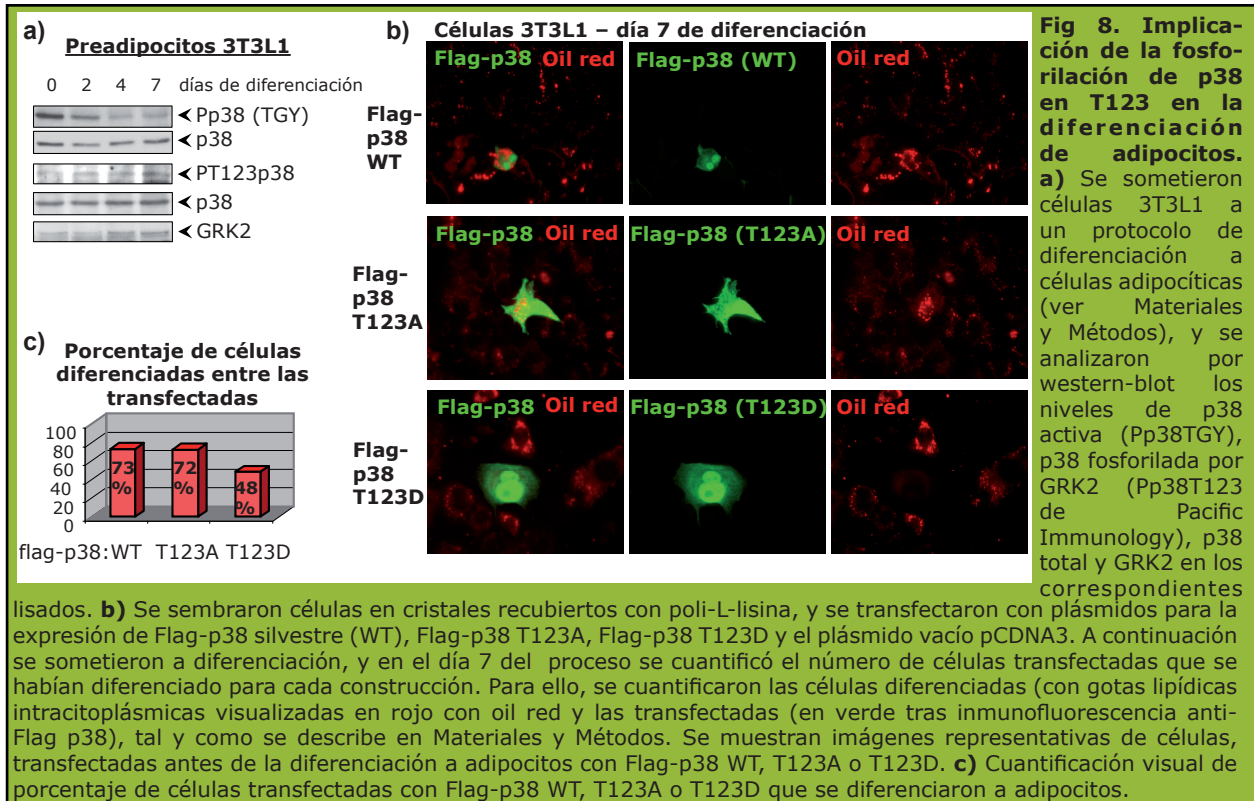 a)
Preadipocitos 3T3L1
0 2 4 7 días de diferenciación
Pp38 (TGY)
p38
PT123p38
p38
GRK2
b)
Células 3T3L1 – día 7 de diferenciación
Flag-p38 Oil red
Flag-p38 (WT)
Oil red
Flag-
p38
WT
Flag-p38 Oil red
Flag-p38 (T123A)
Oil red
Flag-
p38
T123A
Flag-p38 Oil red
Flag-p38 (T123D)
Oil red
Flag-
p38
T123D
c)
Porcentaje de células
diferenciadas entre las
transfectadas
100
80
60
40
20
0
73
%
72
%
48
%
flag-p38:WT T123A T123D
Fig 8. Implica-
ción de la fosfo-
rilación de p38
en T123 en la
diferenciación
de adipocitos.
a) Se sometieron
células 3T3L1 a
un protocolo de
diferenciación a
células adipocíticas
(ver Materiales
y Métodos), y se
analizaron por
western-blot los
niveles de p38
activa (Pp38TGY),
p38 fosforilada por
GRK2 (Pp38T123
de Pacific
Immunology), p38
total y GRK2 en los
correspondientes
lisados. b) Se sembraron células en cristales recubiertos con poli-L-lisina, y se transfectaron con plásmidos para la
expresión de Flag-p38 silvestre (WT), Flag-p38 T123A, Flag-p38 T123D y el plásmido vacío pCDNA3. A continuación
se sometieron a diferenciación, y en el día 7 del proceso se cuantificó el número de células transfectadas que se
habían diferenciado para cada construcción. Para ello, se cuantificaron las células diferenciadas (con gotas lipídicas
intracitoplásmicas visualizadas en rojo con oil red y las transfectadas (en verde tras inmunofluorescencia anti-
Flag p38), tal y como se describe en Materiales y Métodos. Se muestran imágenes representativas de células,
transfectadas antes de la diferenciación a adipocitos con Flag-p38 WT, T123A o T123D. c) Cuantificación visual de
porcentaje de células transfectadas con Flag-p38 WT, T123A o T123D que se diferenciaron a adipocitos.